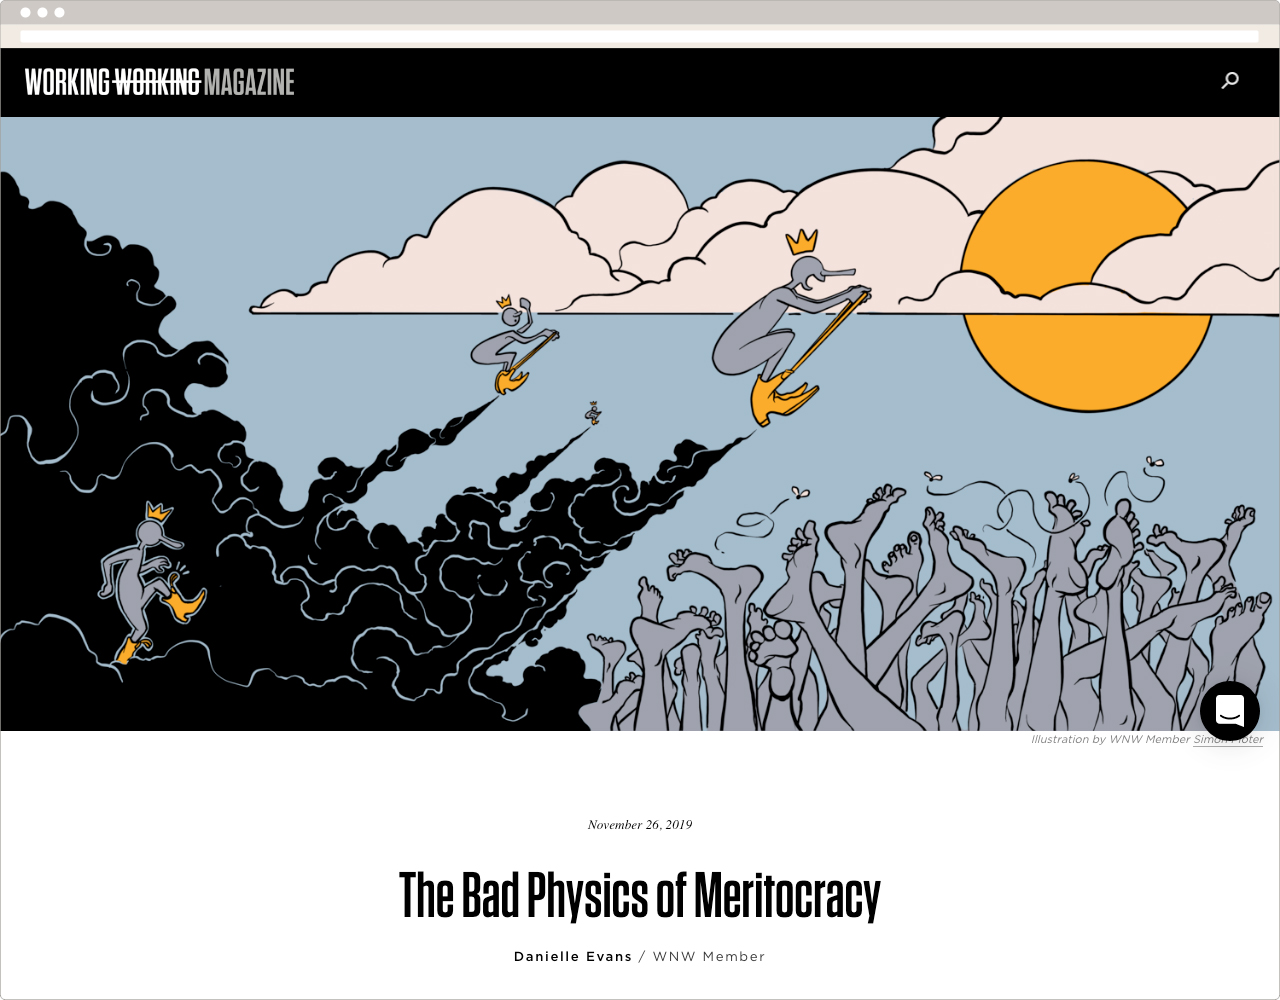 WORKING WORKING MAGAZINE
Illustration by WNW Member Simon
November 26, 2019
The Bad Physics of Meritocracy
Danielle Evans / WNW Member